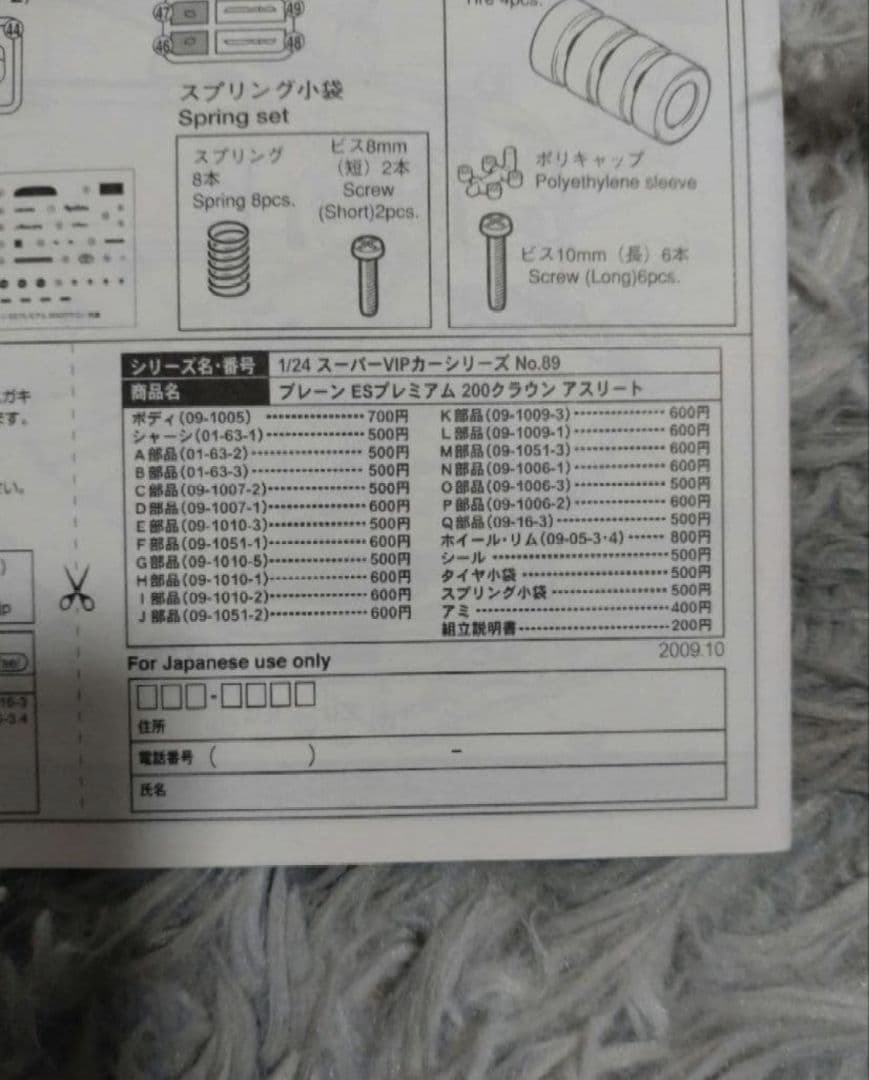 44
47
49
46
48
Tire 4pcs.
スプリング小袋
Spring set
スプリング
8本
Spring 8pcs.
ビス8mm
（短）2本
Screw
(Short)2pcs.
ポリキャップ
Polyethylene sleeve
ビス10mm（長）6本
Screw (Long)6pcs.
ガキ
ます。
さい。
シリーズ名・番号 1/24 スーパーVIPカーシリーズ No.89
商品名 ブレーン ESプレミアム 200クラウン アスリート
ボディ(09-1005) 700円
シャーシ(01-63-1) 500円
A部品(01-63-2) 500円
B部品(01-63-3) 500円
C部品(09-1007-2) 500円
D部品(09-1007-1) 600円
E部品(09-1010-3) 500円
F部品(09-1051-1) 600円
G部品(09-1010-5) 500円
H部品(09-1010-1) 600円
I部品(09-1010-2) 600円
J部品(09-1051-2) 600円
K部品(09-1009-3) 600円
L部品(09-1009-1) 600円
M部品(09-1051-3) 600円
N部品(09-1006-1) 600円
O部品(09-1006-3) 500円
P部品(09-1006-2) 600円
Q部品(09-16-3) 500円
ホイール・リム(09-05-3・4) 800円
シール 500円
タイヤ小袋 500円
スプリング小袋 500円
アミ 400円
組立説明書 200円
2009.10
For Japanese use only
住所
電話番号 （ ） －
氏名